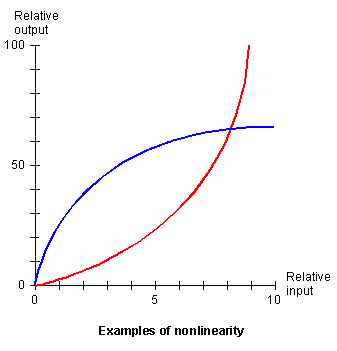 Relative
output
100
50
0
0
5
10
Relative
input
Examples of nonlinearity